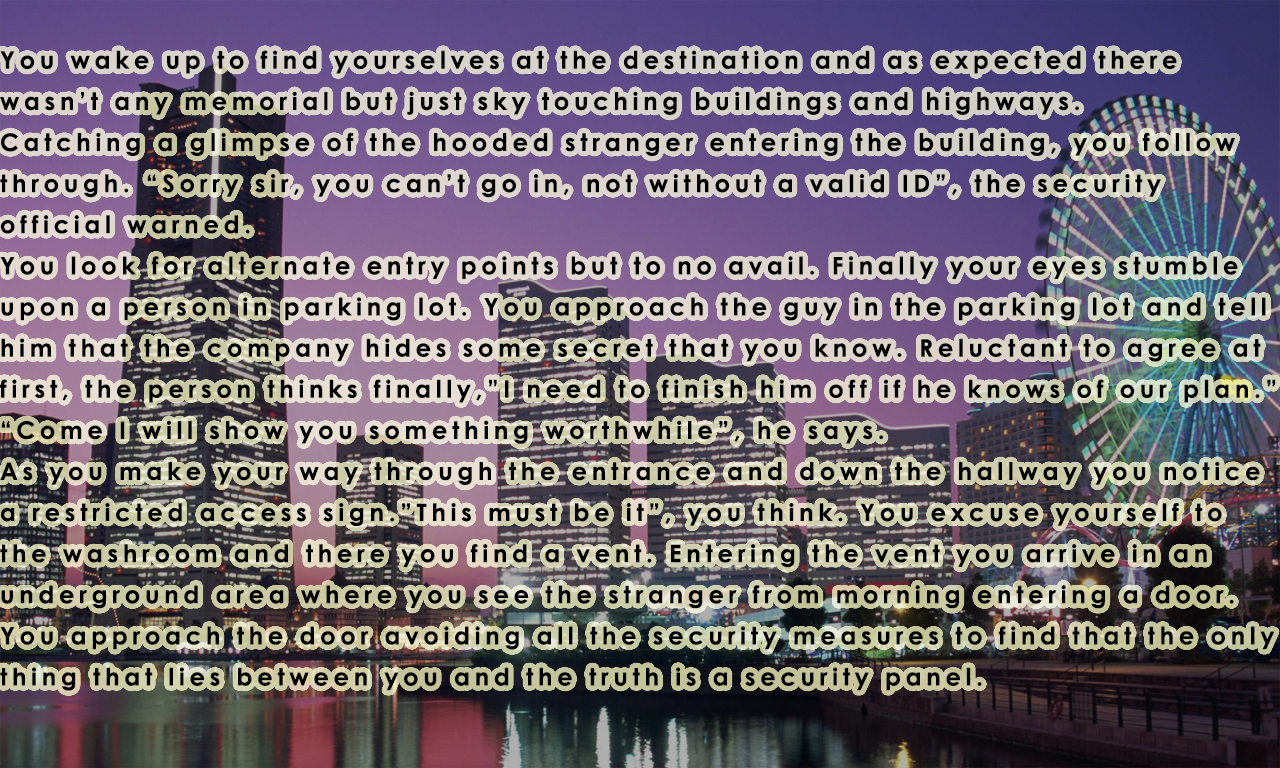 You wake up to find yourselves at the destination and as expected there
wasn't any memorial but just sky touching buildings and highways.
Catching a glimpse of the hooded stranger entering the building, you follow
through. “Sorry sir, you can't go in, not without a valid ID”, the security
official warned.
You look for alternate entry points but to no avail. Finally your eyes stumble
upon a person in parking lot. You approach the guy in the parking lot and tell
him that the company hides some secret that you know. Reluctant to agree at
first, the person thinks finally,”I need to finish him off if he knows of our plan.”
“Come I will show you something worthwhile”, he says.
As you make your way through the entrance and down the hallway you notice
a restricted access sign.”This must be it”, you think. You excuse yourself to
the washroom and there you find a vent. Entering the vent you arrive in an
underground area where you see the stranger from morning entering a door.
You approach the door avoiding all the security measures to find that the only
thing that lies between you and the truth is a security panel.